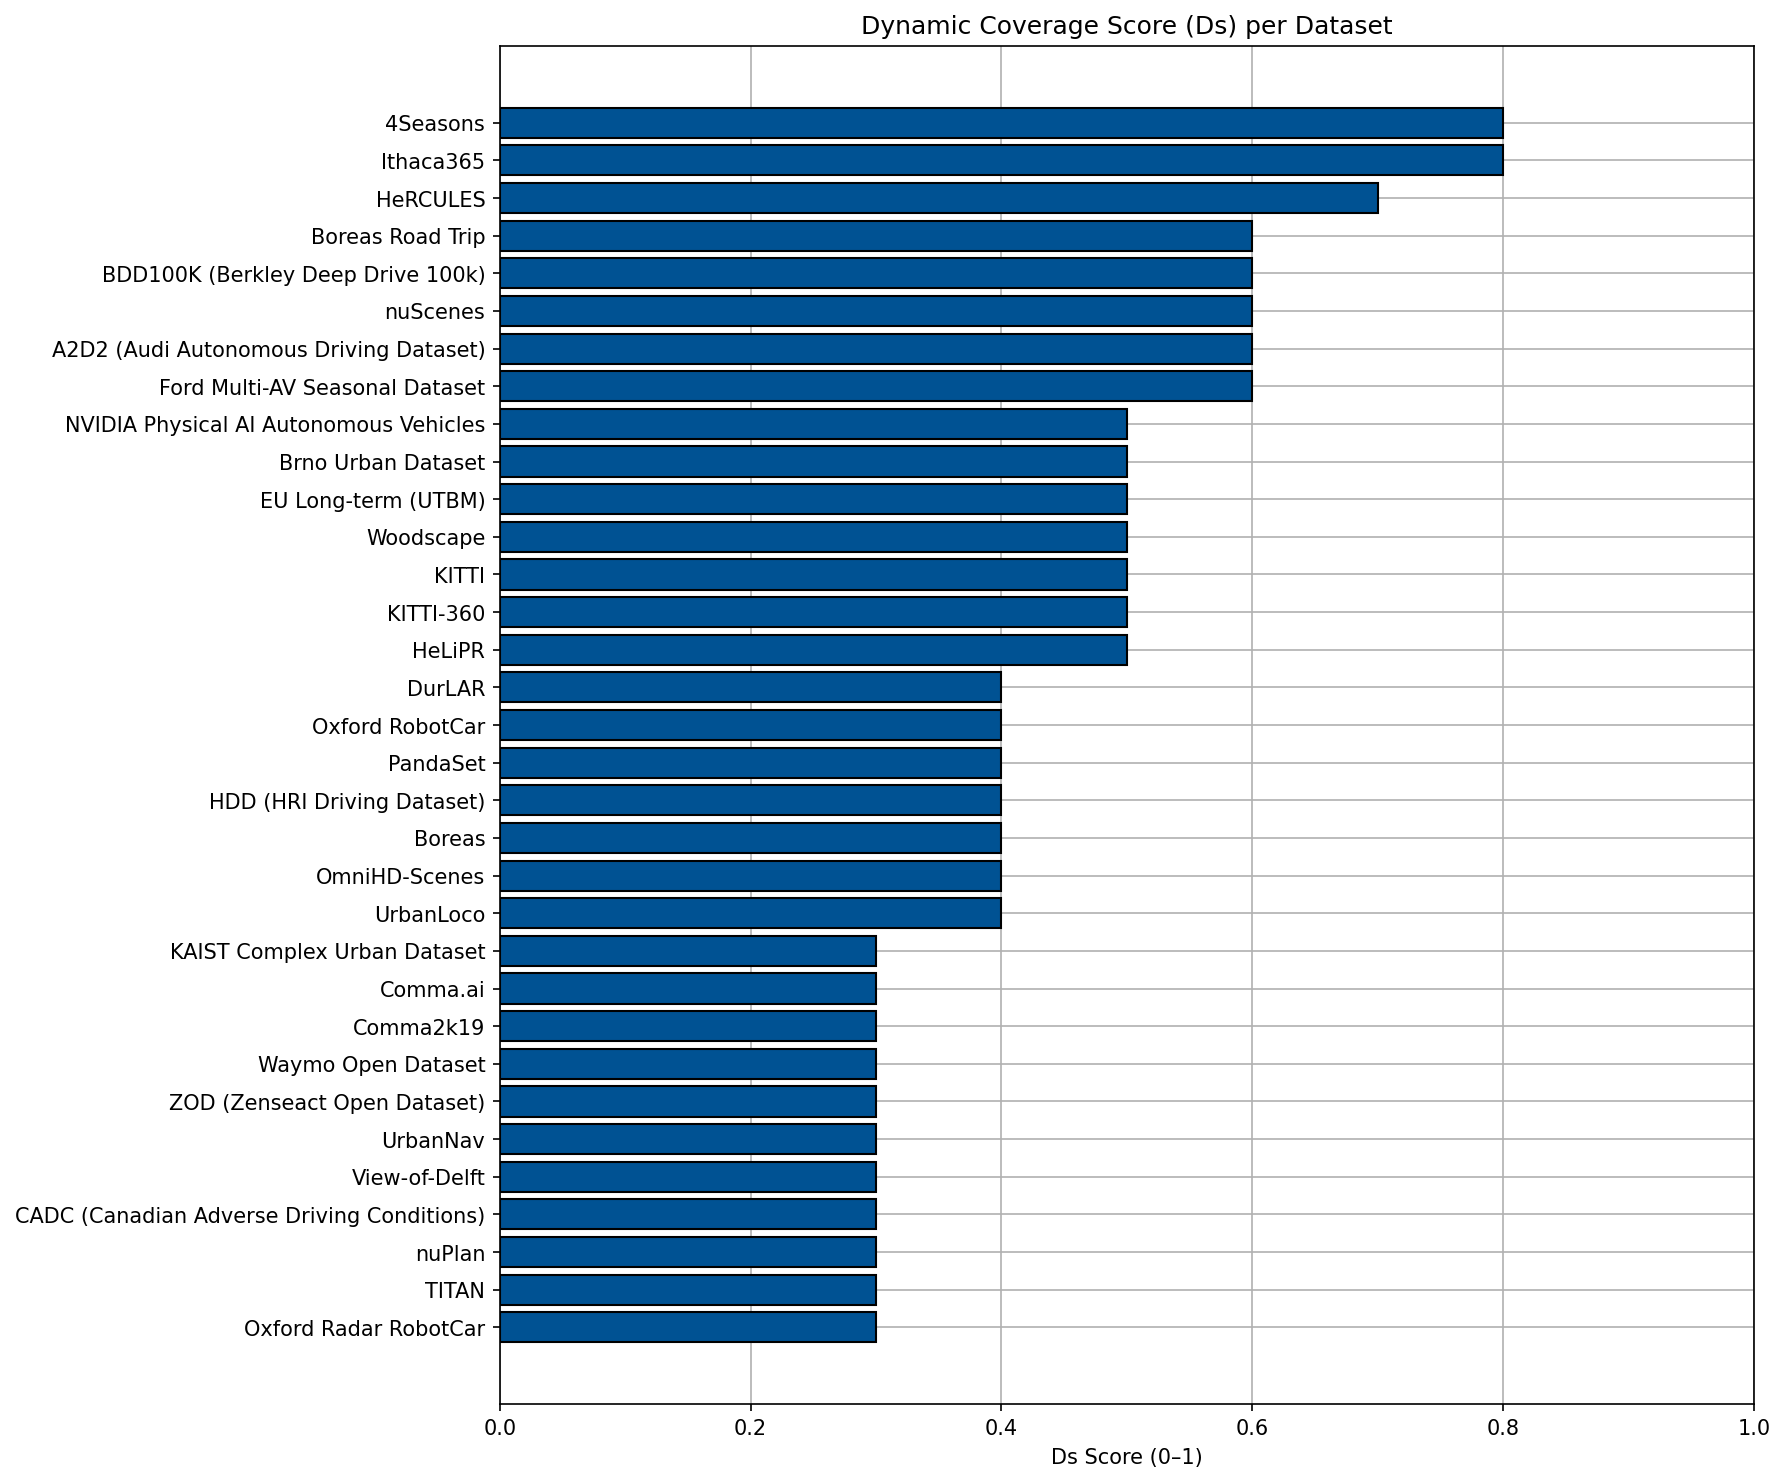 Dynamic Coverage Score (Ds) per Dataset
4Seasons
Ithaca365
HeRCULES
Boreas Road Trip
BDD100K (Berkley Deep Drive 100k)
nuScenes
A2D2 (Audi Autonomous Driving Dataset)
Ford Multi-AV Seasonal Dataset
NVIDIA Physical AI Autonomous Vehicles
Brno Urban Dataset
EU Long-term (UTBM)
Woodscape
KITTI
KITTI-360
HeLiPR
DurLAR
Oxford RobotCar
PandaSet
HDD (HRI Driving Dataset)
Boreas
OmniHD-Scenes
UrbanLoco
KAIST Complex Urban Dataset
Comma.ai
Comma2k19
Waymo Open Dataset
ZOD (Zenseact Open Dataset)
UrbanNav
View-of-Delft
CADC (Canadian Adverse Driving Conditions)
nuPlan
TITAN
Oxford Radar RobotCar
0.0 0.2 0.4 0.6 0.8 1.0
Ds Score (0–1)